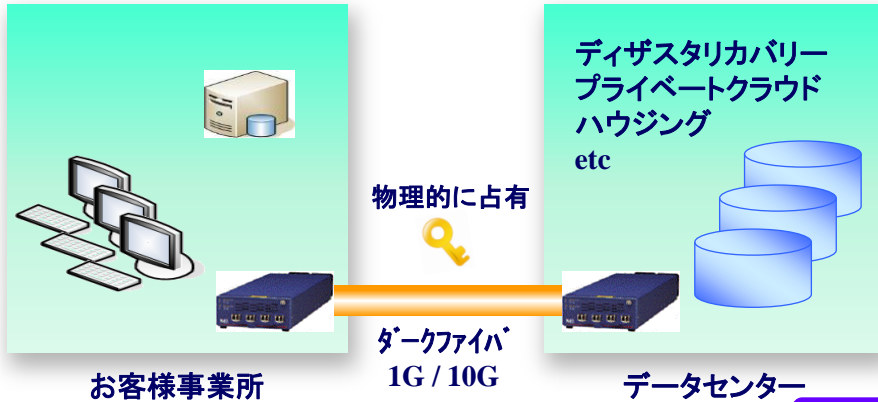 ディザスタリカバリー
プライベートクラウド
ハウジング
etc
物理的に占有
ﾀﾞｰｸﾌｧｲﾊﾞ
1G / 10G
お客様事業所
データセンター